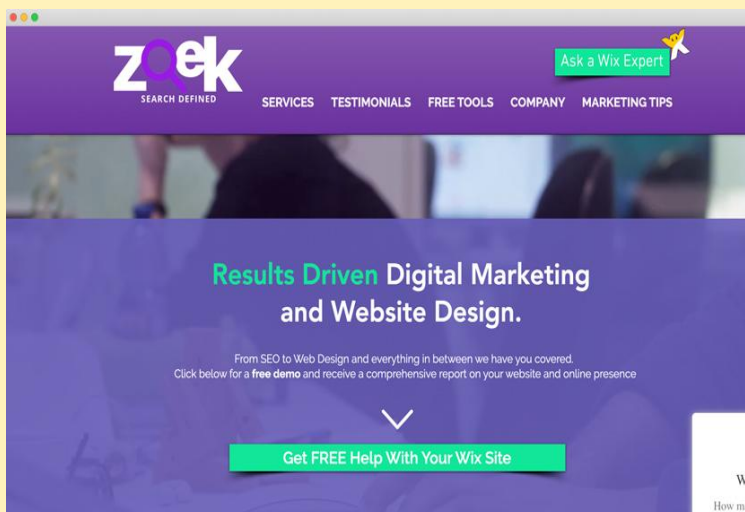 zoek
SEARCH DEFINED
Ask a Wix Expert
SERVICES TESTIMONIALS FREE TOOLS COMPANY MARKETING TIPS
Results Driven Digital Marketing
and Website Design.
From SEO to Web Design and everything in between we have you covered.
Click below for a free demo and receive a comprehensive report on your website and online presence
Get FREE Help With Your Wix Site
W
How m